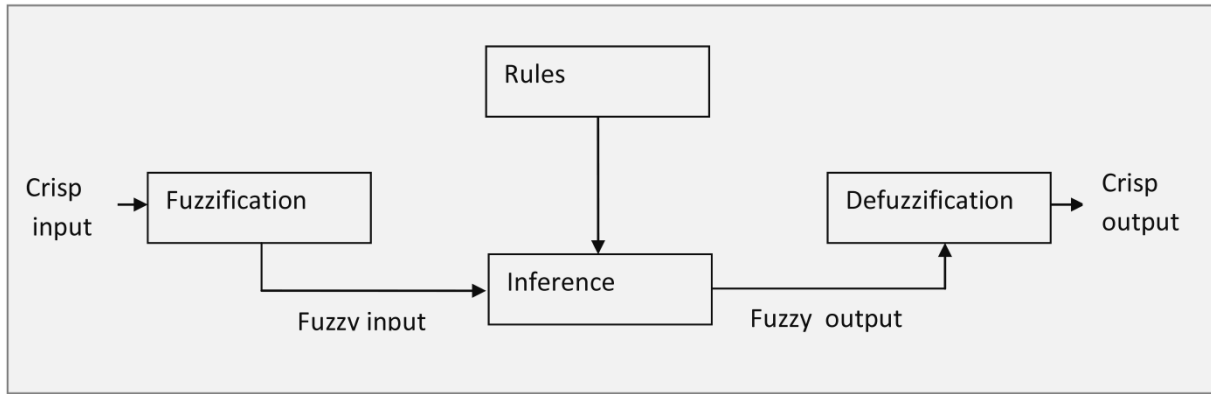 Rules
Crisp
input
Fuzzification
Defuzzification
Crisp
output
Inference
Fuzzy input
Fuzzy output